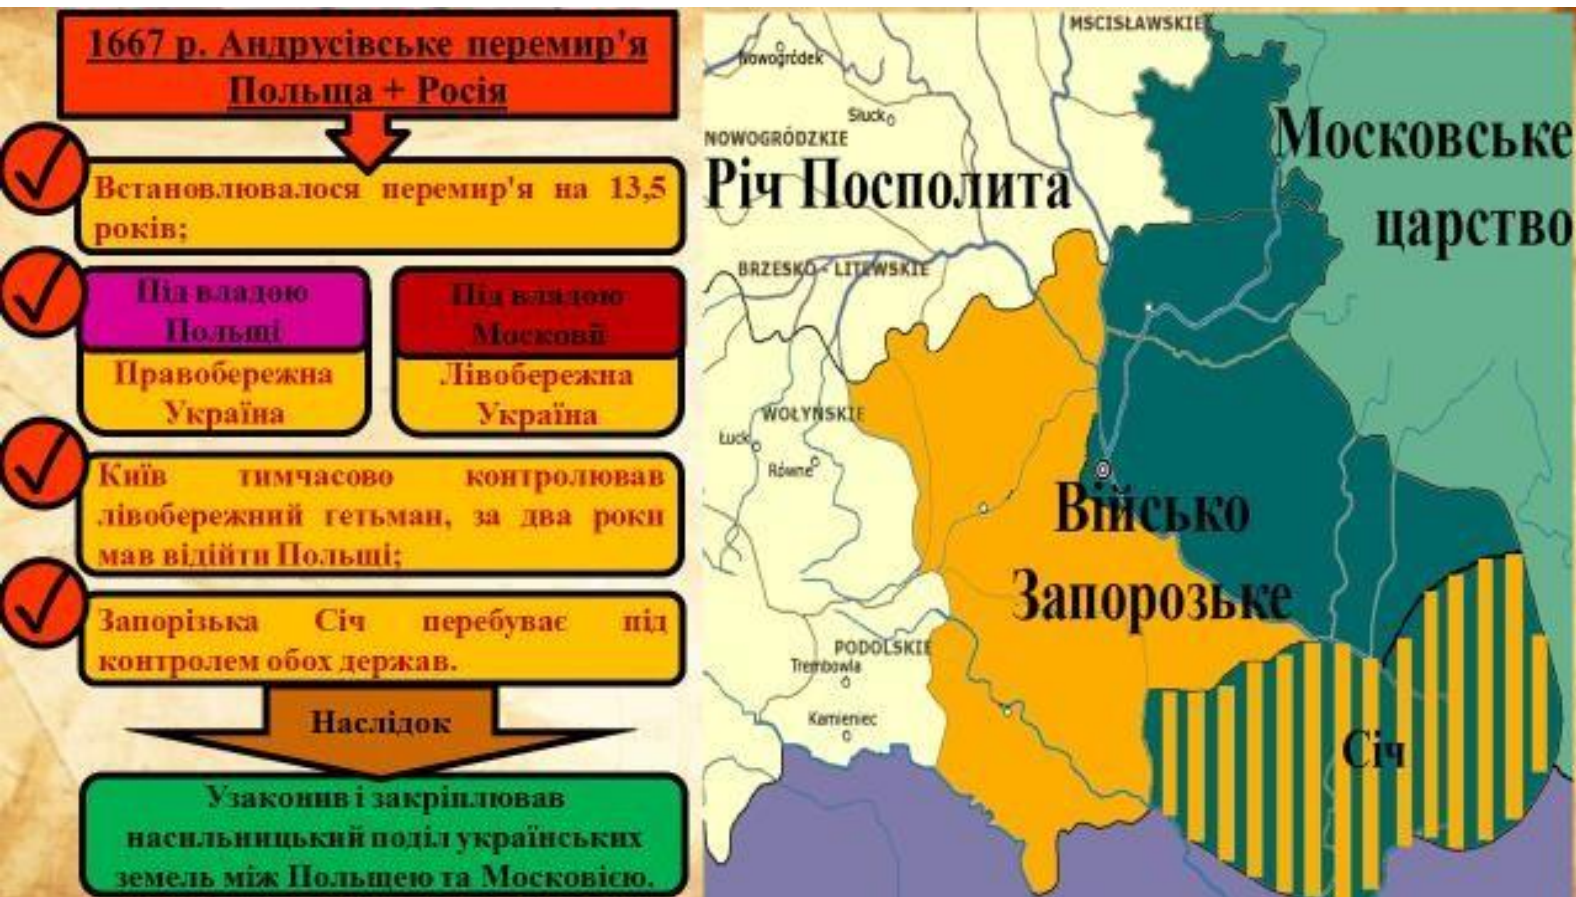 1667 р. Андрусівське перемир'я
Польща + Росія
Встановлювалося перемир'я на 13,5
років;
Під владою
Польщі
Під владою
Москвй
Правобережна
Україна
Лівобережна
Україна
Київ тимчасово контролював
лівобережний гетьман, за два роки
мав відійти Польщі;
Запорізька Січ перебуває під
контролем обох держав.
Наслідок
Узаконив і закріплював
насильницький поділ українських
земель між Польщею та Московією.
MSCISŁAWSKIE
Nowogródek
Słuck
NOWOGRÓDZKIE
Річ Посполита
Московське
царство
BRZESKO - LITEWSKIE
WOŁYŃSKIE
Łuck
Równe
Військо
Запорозьке
PODOLSKIE
Trembowla
Kamieniec
Січ